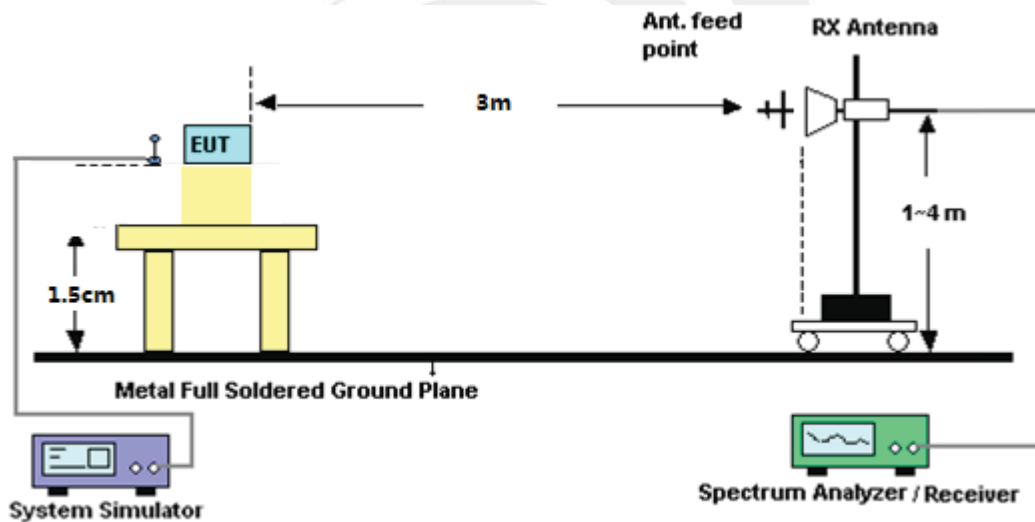 Ant. feed
point
RX Antenna
3m
EUT
1~4 m
1.5cm
Metal Full Soldered Ground Plane
System Simulator
Spectrum Analyzer / Receiver